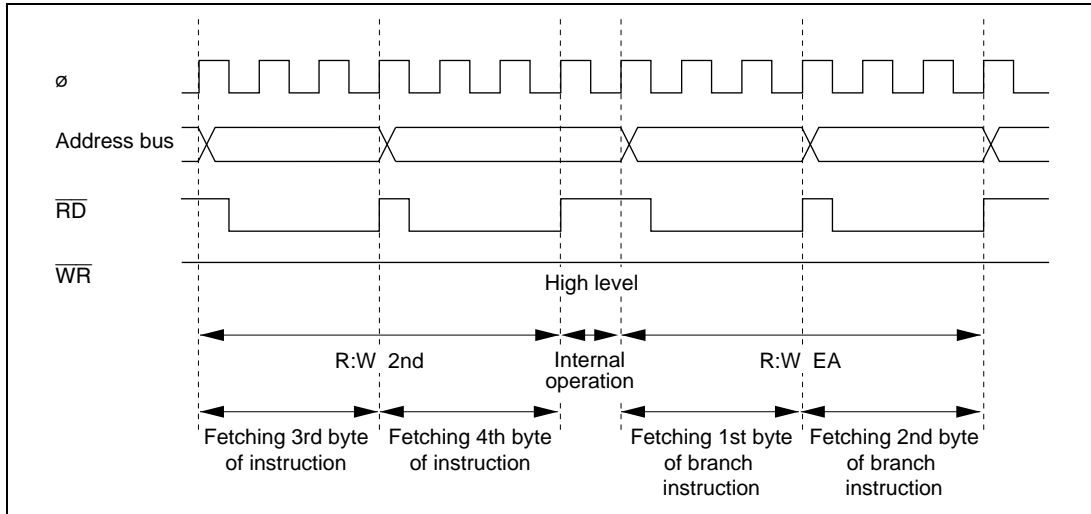 ø
Address bus
RD
WR
High level
R:W 2nd
Internal
operation
R:W EA
Fetching 3rd byte
of instruction
Fetching 4th byte
of instruction
Fetching 1st byte
of branch
instruction
Fetching 2nd byte
of branch
instruction